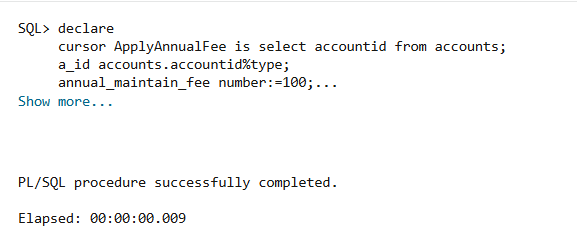 SQL> declare
cursor ApplyAnnualFee is select accountid from accounts;
a_id accounts.accountid%type;
annual_maintain_fee number:=100;...
Show more...
PL/SQL procedure successfully completed.
Elapsed: 00:00:00.009